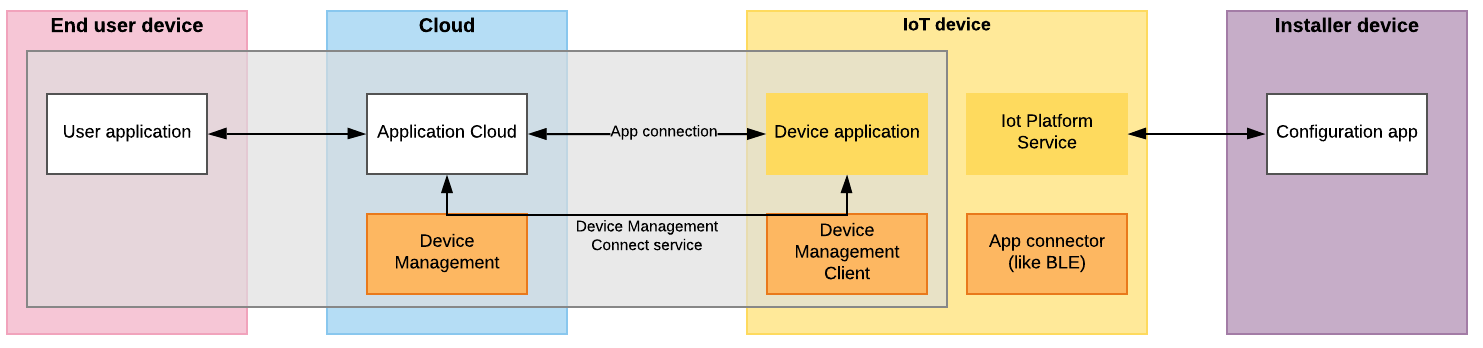 End user device
Cloud
IoT device
Installer device
User application
Application Cloud
App connection
Device application
Iot Platform
Service
Configuration app
Device Management
Connect service
Device
Management
Device
Management
Client
App connector
(like BLE)